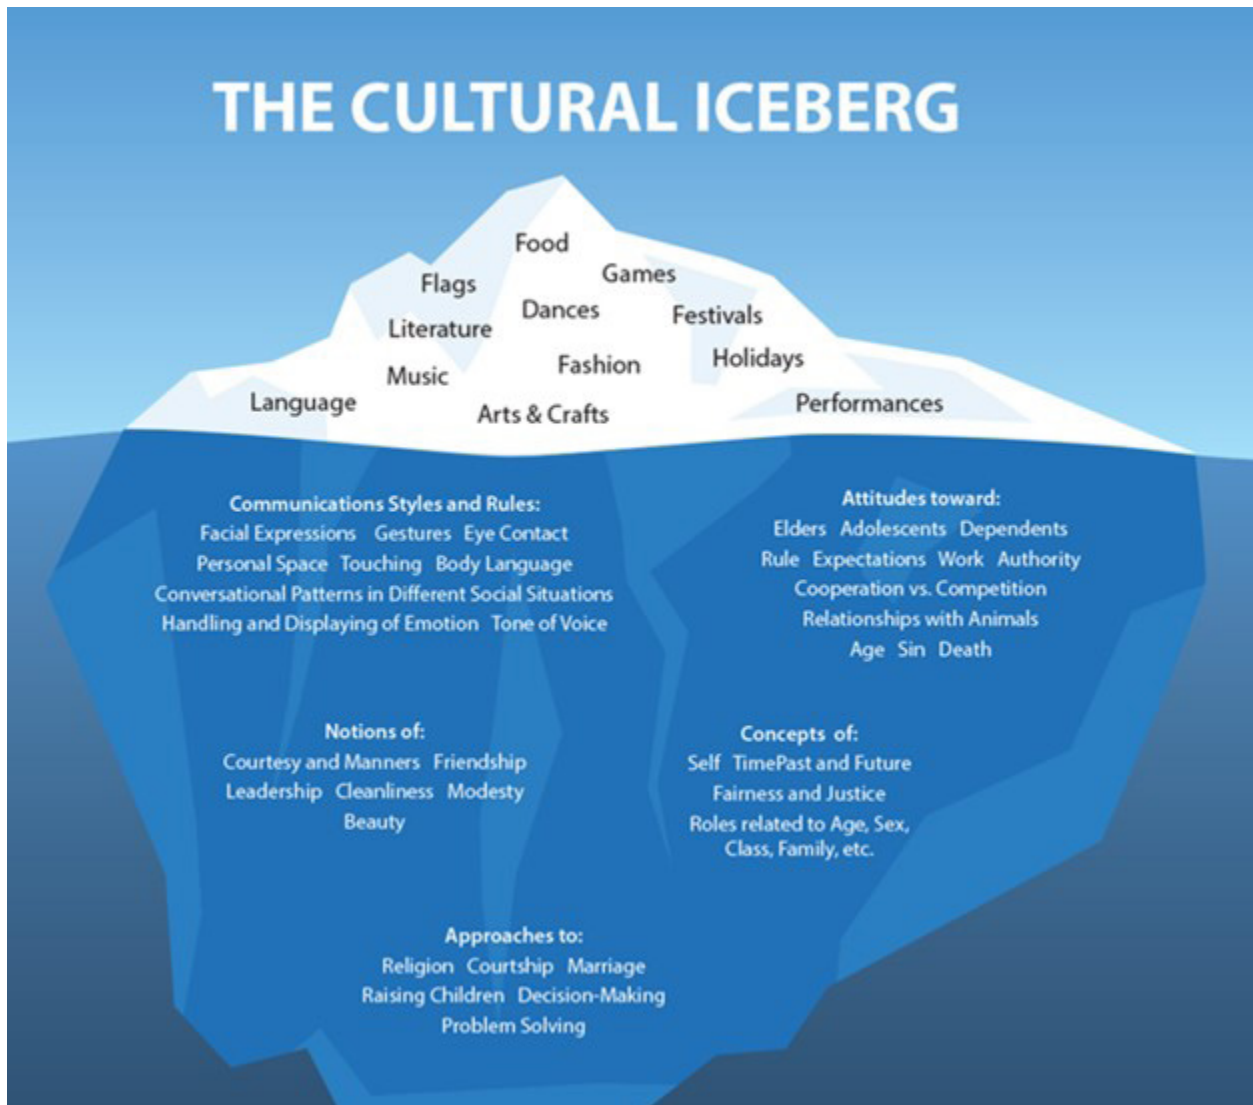 THE CULTURAL ICEBERG
Food
Games
Flags
Dances
Festivals
Literature
Holidays
Fashion
Music
Language
Arts & Crafts
Performances
Communications Styles and Rules:
Facial Expressions Gestures Eye Contact
Personal Space Touching Body Language
Conversational Patterns in Different Social Situations
Handling and Displaying of Emotion Tone of Voice
Attitudes toward:
Elders Adolescents Dependents
Rule Expectations Work Authority
Cooperation vs. Competition
Relationships with Animals
Age Sin Death
Notions of:
Courtesy and Manners Friendship
Leadership Cleanliness Modesty
Beauty
Concepts of:
Self TimePast and Future
Fairness and Justice
Roles related to Age, Sex,
Class, Family, etc.
Approaches to:
Religion Courtship Marriage
Raising Children Decision-Making
Problem Solving